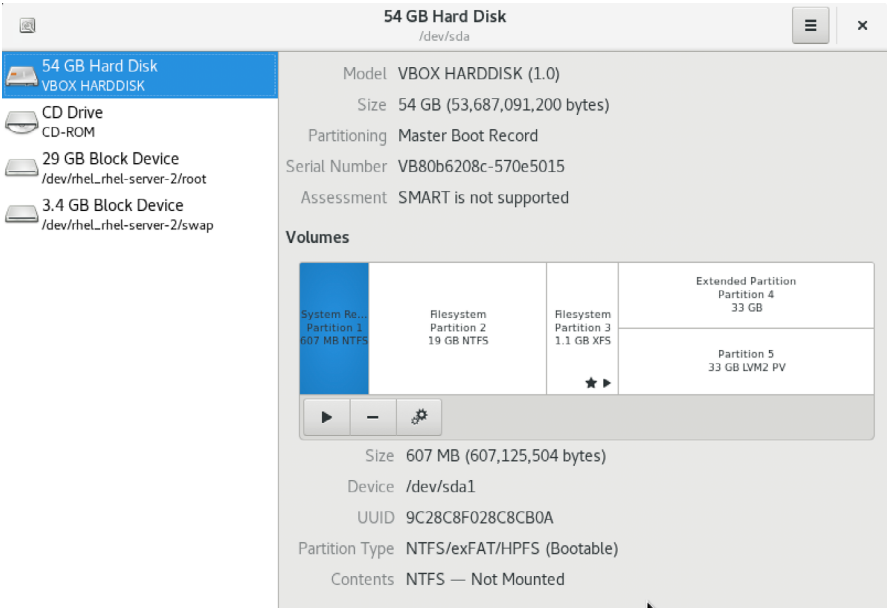 54 GB Hard Disk
/dev/sda
54 GB Hard Disk
VBOX HARDDISK
CD Drive
CD-ROM
29 GB Block Device
/dev/rhel_rhel-server-2/root
3.4 GB Block Device
/dev/rhel_rhel-server-2/swap
Model VBOX HARDDISK (1.0)
Size 54 GB (53,687,091,200 bytes)
Partitioning Master Boot Record
Serial Number VB80b6208c-570e5015
Assessment SMART is not supported
Volumes
System Re...
Partition 1
607 MB NTFS
Filesystem
Partition 2
19 GB NTFS
Filesystem
Partition 3
1.1 GB XFS
Extended Partition
Partition 4
33 GB
Partition 5
33 GB LVM2 PV
Size 607 MB (607,125,504 bytes)
Device /dev/sda1
UUID 9C28C8F028C8CB0A
Partition Type NTFS/exFAT/HPFS (Bootable)
Contents NTFS — Not Mounted